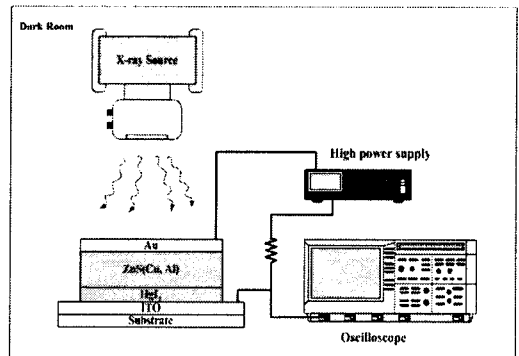 Dark Room
X-ray Source
High power supply
Au
ZnS(Cu, Al)
HgI₂
ITO
Substrate
Oscilloscope